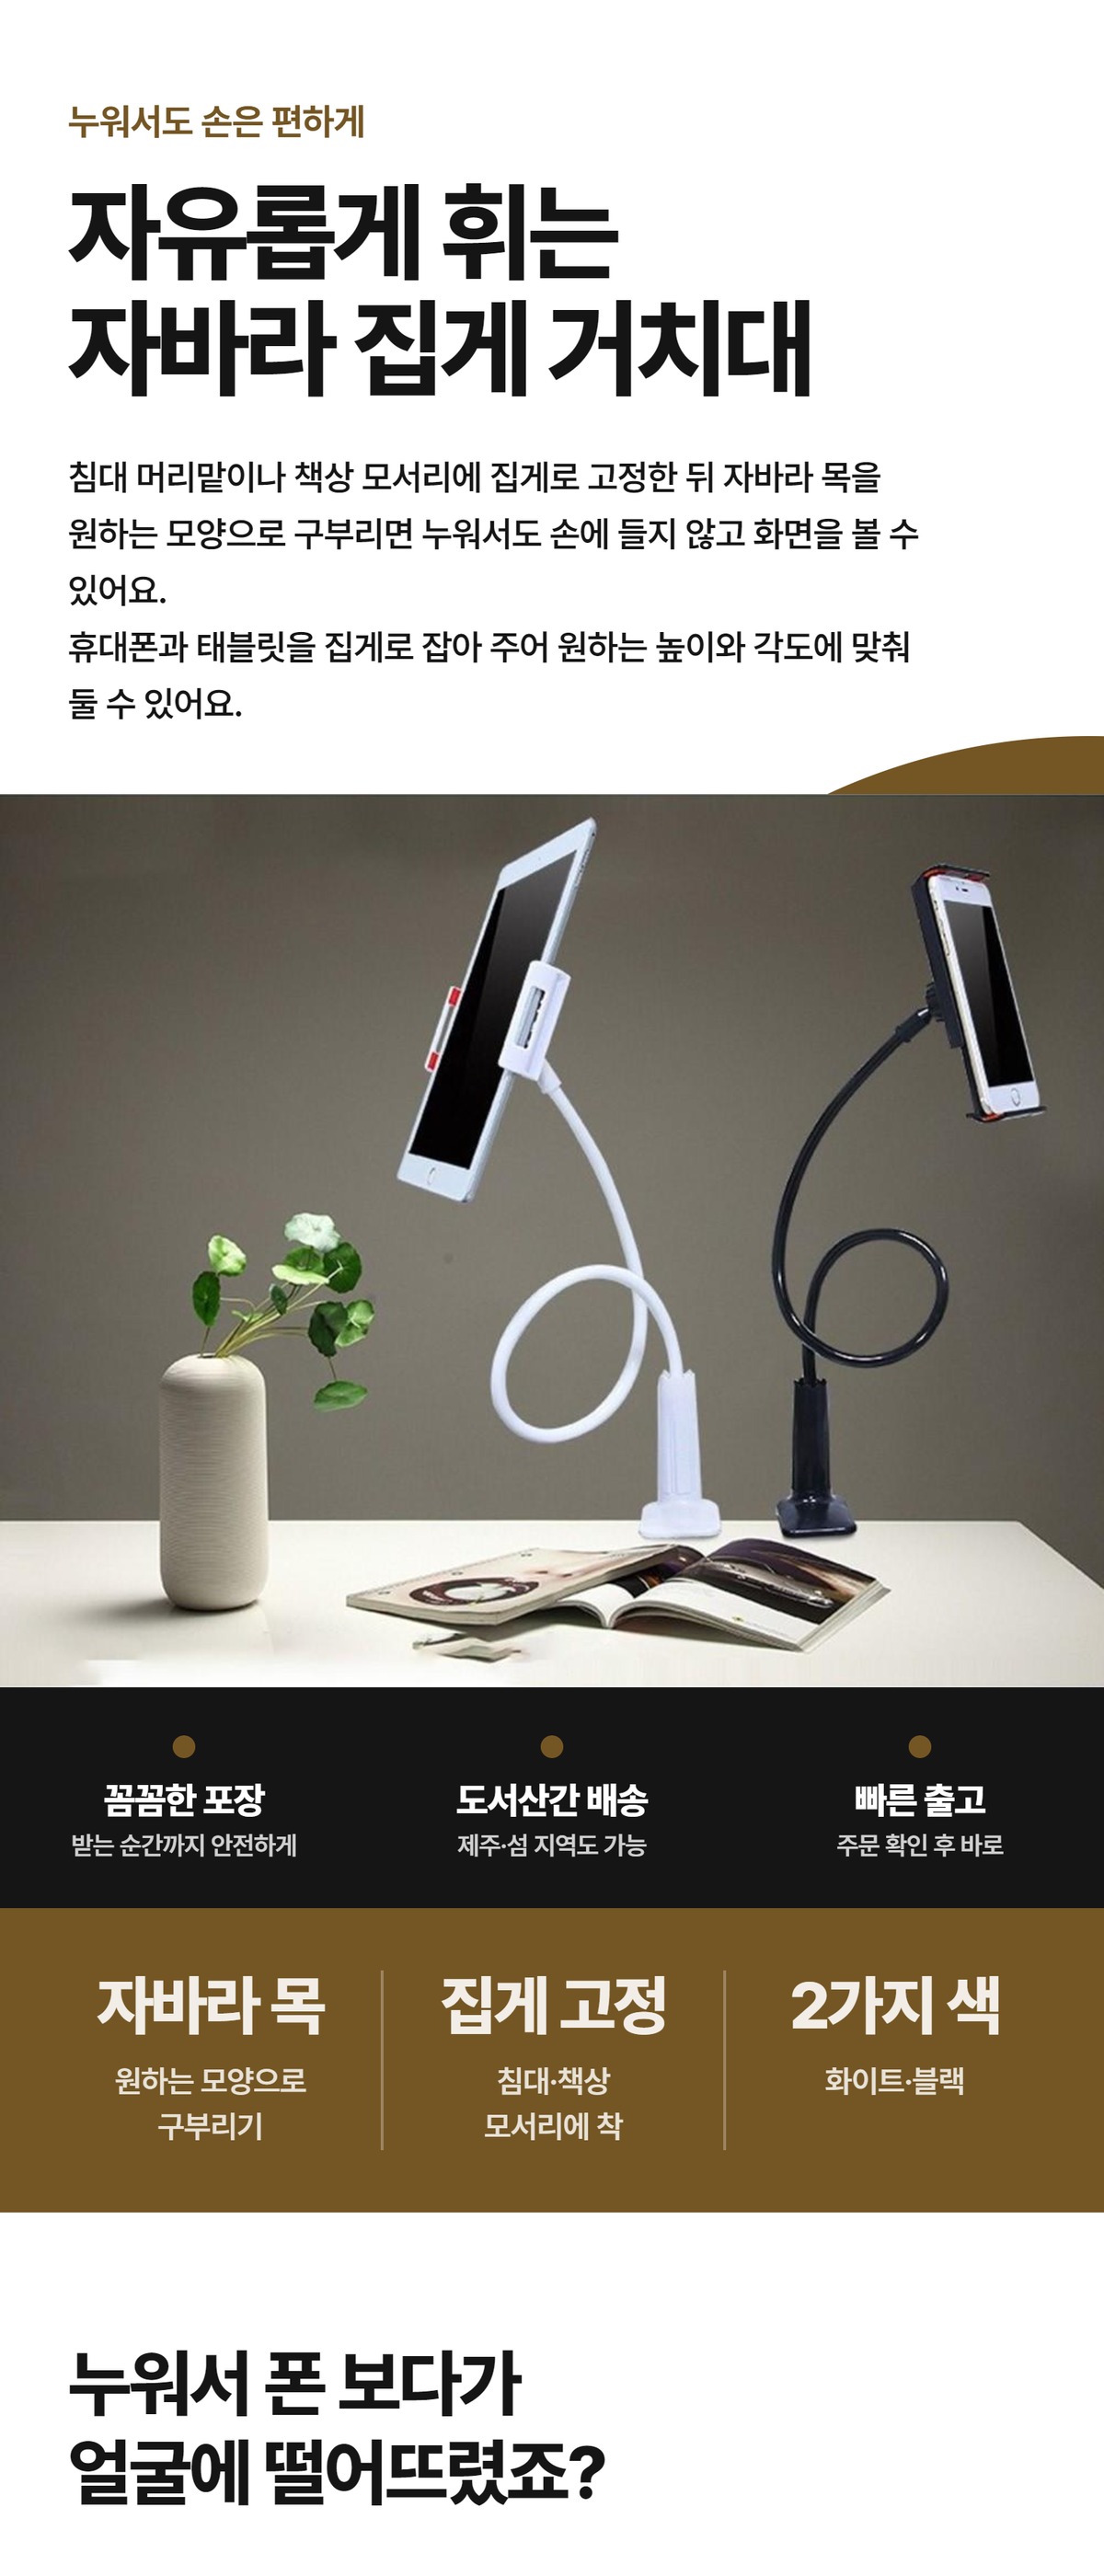 누워서도 손은 편하게
자유롭게 휘는
자바라 집게 거치대
침대 머리맡이나 책상 모서리에 집게로 고정한 뒤 자바라 목을
원하는 모양으로 구부리면 누워서도 손에 들지 않고 화면을 볼 수
있어요.
휴대폰과 태블릿을 집게로 잡아 주어 원하는 높이와 각도에 맞춰
둘 수 있어요.
꼼꼼한 포장
받는 순간까지 안전하게
도서산간 배송
제주·섬 지역도 가능
빠른 출고
주문 확인 후 바로
자바라 목
원하는 모양으로
구부리기
집게 고정
침대·책상
모서리에 착
2가지 색
화이트·블랙
누워서 폰 보다가
얼굴에 떨어뜨렸죠?